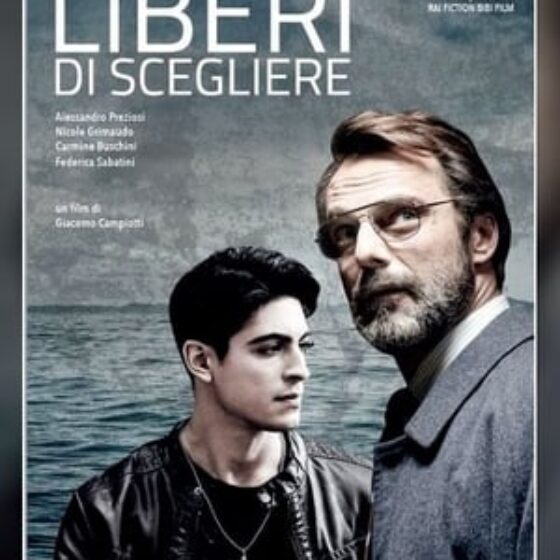 RAI FICTION BIBI FILM
LIBERI
DI SCEGLIERE
Alessandro Preziosi
Nicole Grimaudo
Carmine Buschini
Federica Sabatini
un film di
Giacomo Campiotti